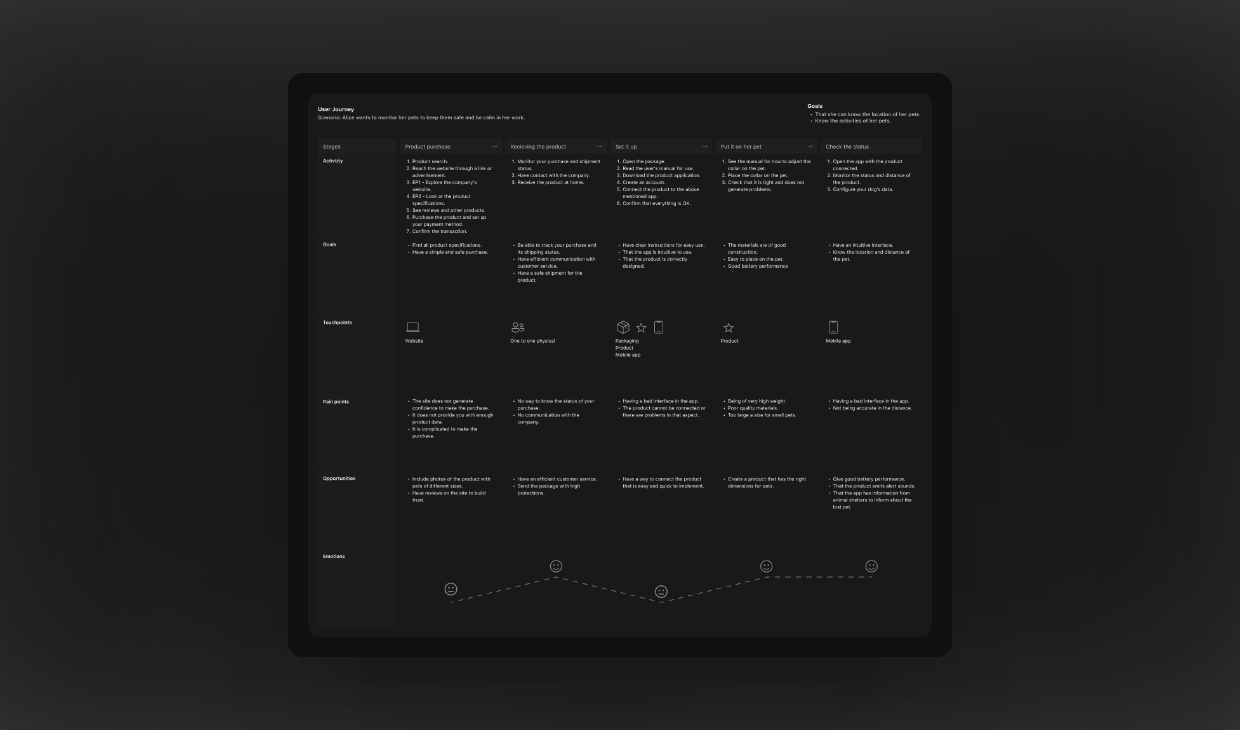 User Journey
Scenario: Alice wants to monitor her pets to keep them safe and be calm in her work.
Goals
• That she can know the location of her pets.
• Know the activities of her pets.
Stages
Product purchase →
Recieving the product →
Set it up →
Put it on her pet →
Check the status
Activitity
1. Product search.
2. Reach the website through a link or
advertisement.
3. EP1 - Explore the company's
website.
4. EP2 - Look at the product
specifications.
5. See reviews and other products.
6. Purchase the product and set up
your payment method.
7. Confirm the transaction.
1. Monitor your purchase and shipment
status.
2. Have contact with the company.
3. Receive the product at home.
1. Open the package.
2. Read the user's manual for use.
3. Download the product application.
4. Create an account.
5. Connect the product to the above
mentioned app
6. Confirm that everything is OK.
1. See the manual for how to adjust the
collar on the pet.
2. Place the collar on the pet.
3. Check that it is tight and does not
generate problems.
1. Open the app with the product
connected.
2. Monitor the status and distance of
the product.
3. Configure your dog's data.
Goals
• Find all product specifications.
• Have a simple and safe purchase.
• Be able to track your purchase and
its shipping status.
• Have efficient communication with
customer service.
• Have a safe shipment for the
product.
• Have clear instructions for easy use.
• That the app is intuitive to use.
• That the product is correctly
designed.
• The materials are of good
construction.
• Easy to place on the pet.
• Good battery performance
• Have an intuitive interface.
• Know the location and distance of
the pet.
Touchpoints
Website
One to one physical
Packaging
Product
Mobile app
Product
Mobile app
Pain points
• The site does not generate
confidence to make the purchase.
• It does not provide you with enough
product data.
• It is complicated to make the
purchase.
• No way to know the status of your
purchase
• No communication with the
company.
• Having a bad interface in the app.
• The product cannot be connected or
there are problems in that aspect.
• Being of very high weight.
• Poor quality materials.
• Too large a size for small pets.
• Having a bad interface in the app.
• Not being accurate in the distance.
Opportunities
• Include photos of the product with
pets of different sizes.
• Have reviews on the site to build
trust.
• Have an efficient customer service.
• Send the package with high
protections
• Have a way to connect the product
that is easy and quick to implement.
• Create a product that has the right
dimensions for pets.
• Give good battery performance.
• That the product emits alert sounds.
• That the app has information from
animal shelters to inform about the
lost pet.
Emotions